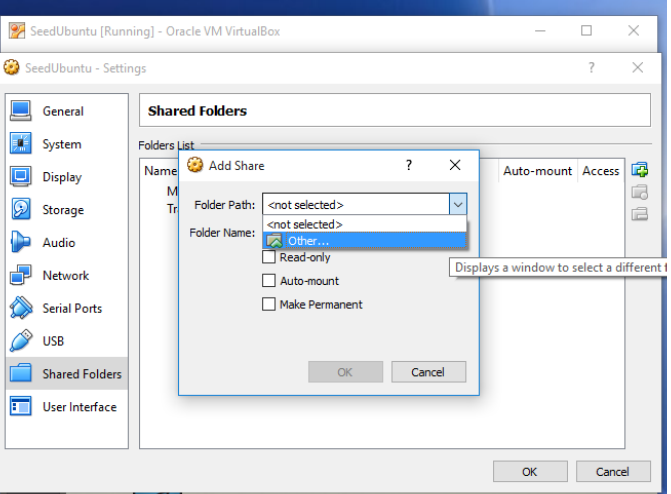 SeedUbuntu [Running] - Oracle VM VirtualBox
SeedUbuntu - Settings
General
System
Display
Storage
Audio
Network
Serial Ports
USB
Shared Folders
User Interface
Shared Folders
Folders List
Name Auto-mount Access
M
Tr
Add Share
Folder Path: <not selected>
<not selected>
Other...
Folder Name:
Displays a window to select a different f
Read-only
Auto-mount
Make Permanent
OK Cancel
OK Cancel